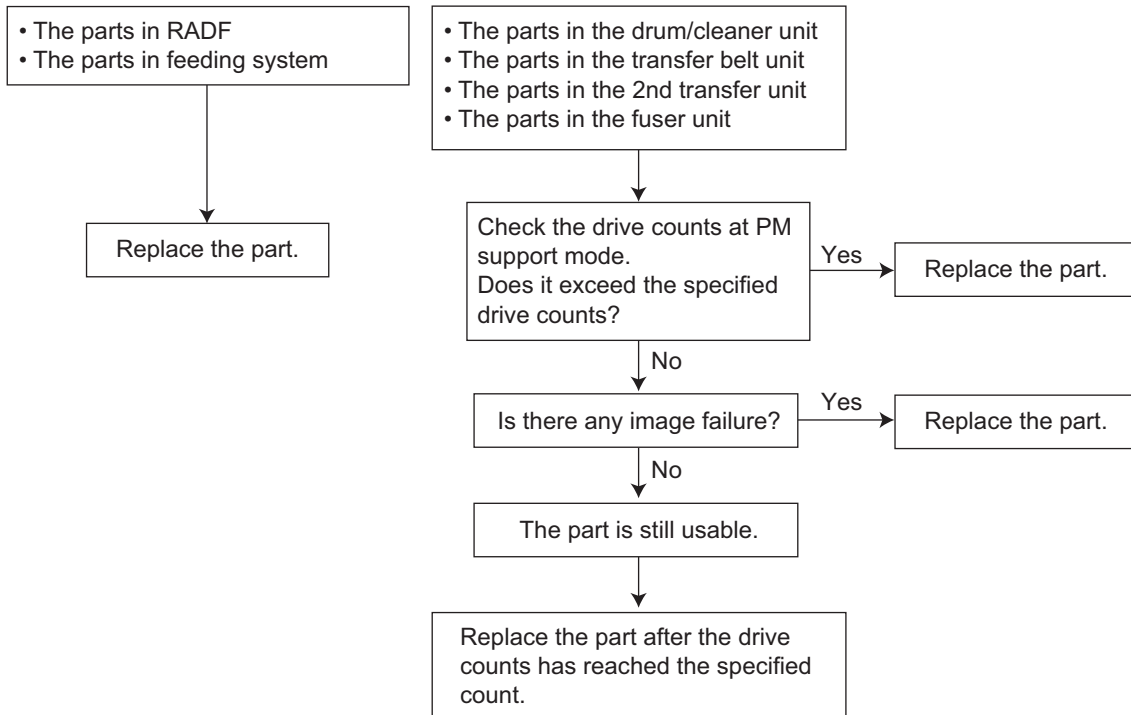 • The parts in RADF
• The parts in feeding system
Replace the part.
• The parts in the drum/cleaner unit
• The parts in the transfer belt unit
• The parts in the 2nd transfer unit
• The parts in the fuser unit
Check the drive counts at PM
support mode.
Does it exceed the specified
drive counts?
Yes
Replace the part.
No
Is there any image failure?
Yes
Replace the part.
No
The part is still usable.
Replace the part after the drive
counts has reached the specified
count.